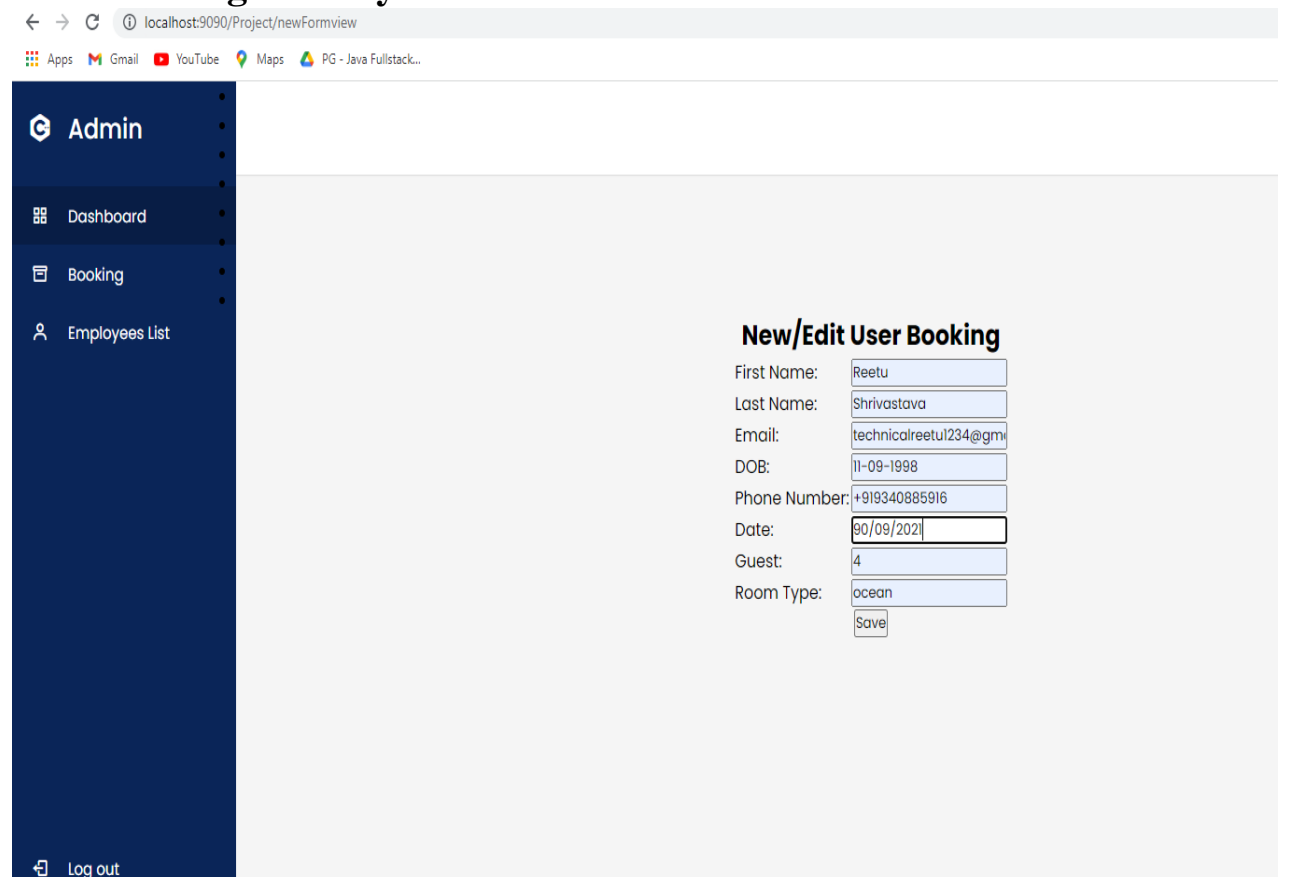 localhost:9090/Project/newFormview
Apps Gmail YouTube Maps PG - Java Fullstack...
Admin
Dashboard
Booking
Employees List
New/Edit User Booking
First Name: Reetu
Last Name: Shrivastava
Email: technicalreetu1234@gm
DOB: 11-09-1998
Phone Number: +919340885916
Date: 90/09/2021
Guest: 4
Room Type: ocean
Save
Log out